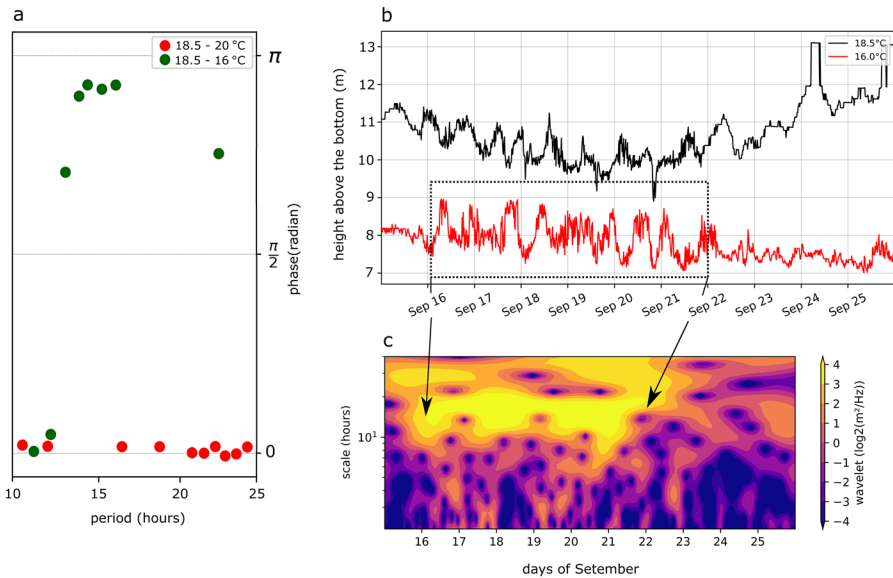 a
18.5 - 20 °C
18.5 - 16 °C
π
π/2
0
phase(radian)
10
15
20
25
period (hours)
b
13
12
11
10
9
8
7
height above the bottom (m)
18.5°C
16.0°C
Sep 16
Sep 17
Sep 18
Sep 19
Sep 20
Sep 21
Sep 22
Sep 23
Sep 24
Sep 25
c
scale (hours)
10¹
16
17
18
19
20
21
22
23
24
25
days of Setember
4
3
2
1
0
−1
−2
−3
−4
wavelet (log2(m²/Hz))